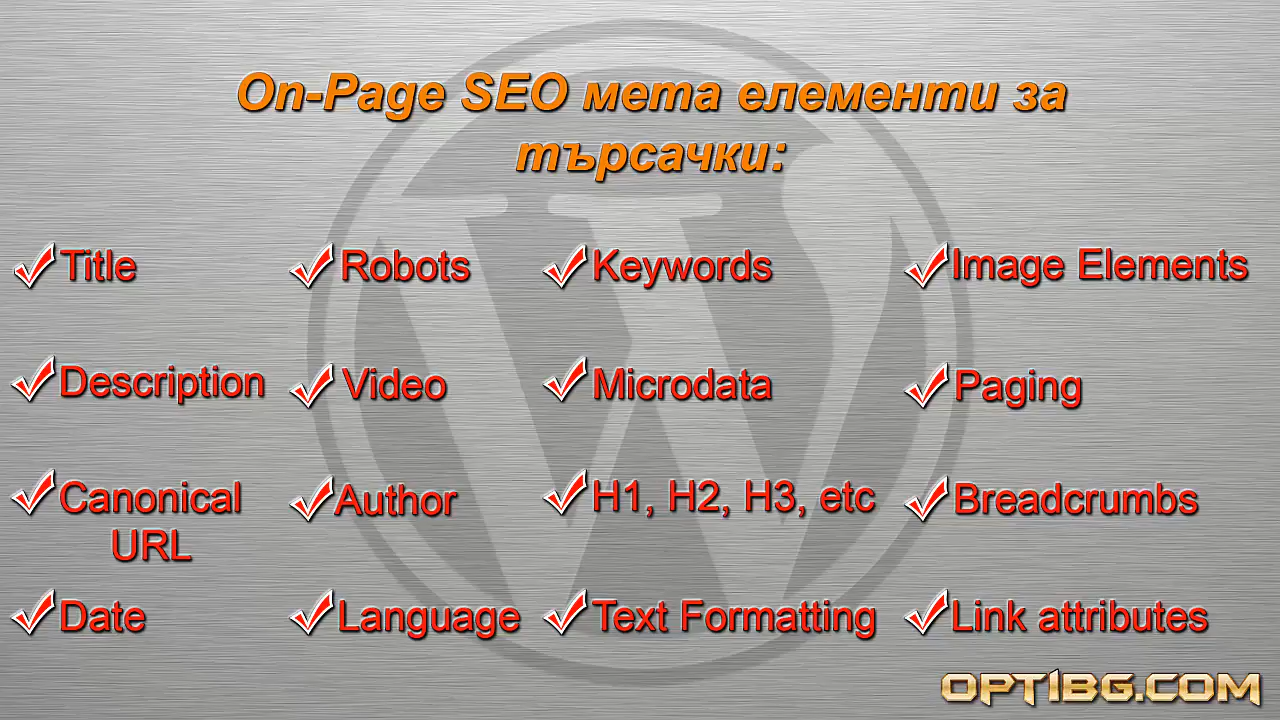 On-Page SEO мета елементи за
търсачки:
Title
Robots
Keywords
Image Elements
Description
Video
Microdata
Paging
Canonical
URL
Author
H1, H2, H3, etc
Breadcrumbs
Date
Language
Text Formatting
Link attributes
OPTIBG.COM